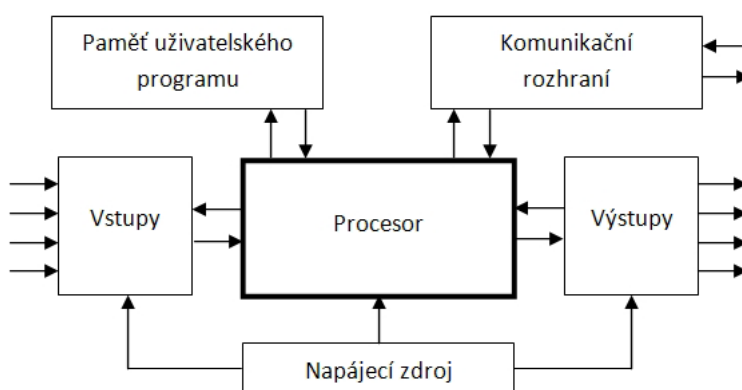 Paměť uživatelského
programu
Komunikační
rozhraní
Vstupy
Procesor
Výstupy
Napájecí zdroj